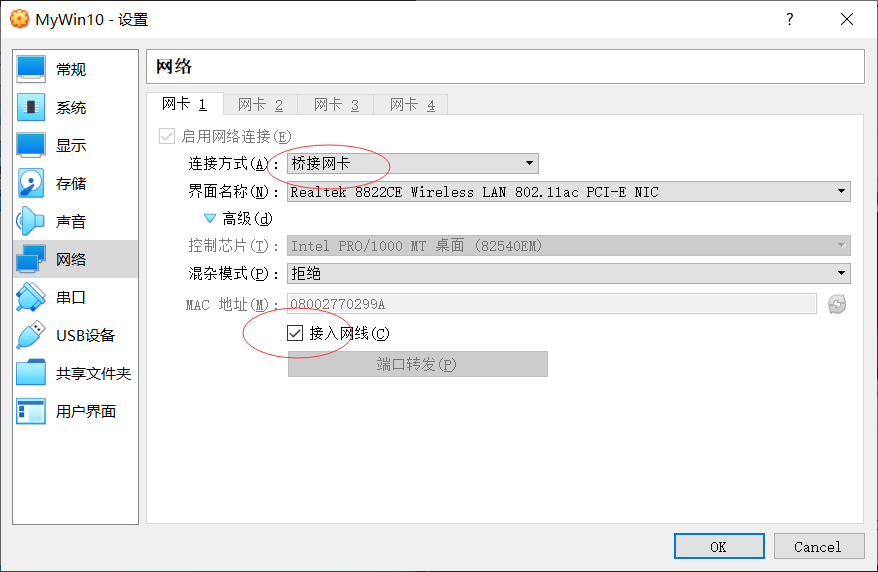 MyWin10 - 设置
?
常规
系统
显示
存储
声音
网络
串口
USB设备
共享文件夹
用户界面
网络
网卡 1
网卡 2
网卡 3
网卡 4
启用网络连接(E)
连接方式(A): 桥接网卡
界面名称(N): Realtek 8822CE Wireless LAN 802.11ac PCI-E NIC
高级(d)
控制芯片(T): Intel PRO/1000 MT 桌面 (82540EM)
混杂模式(P): 拒绝
MAC 地址(M): 08002770299A
接入网线(C)
端口转发(P)
OK
Cancel